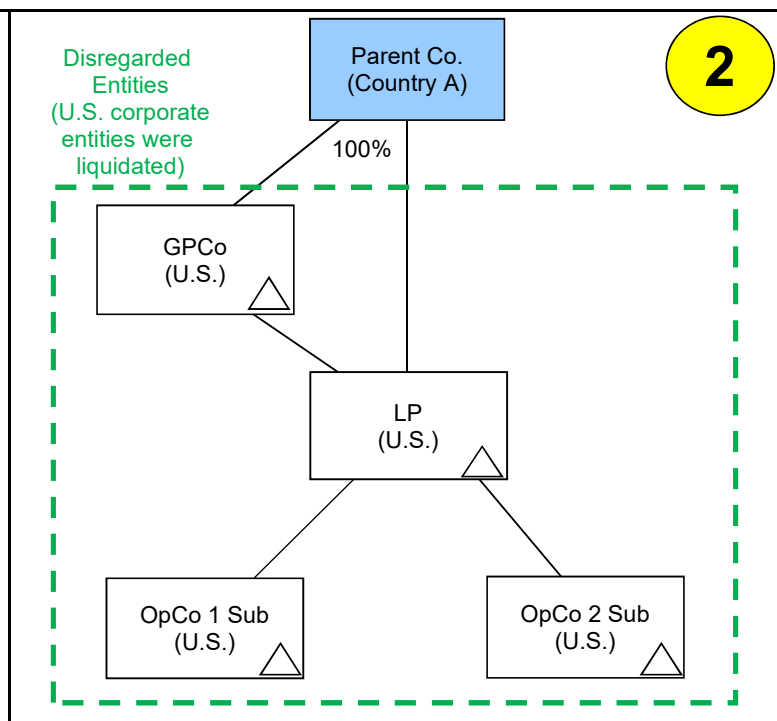 Disregarded
Entities
(U.S. corporate
entities were
liquidated)
Parent Co.
(Country A)
2
100%
GPCo
(U.S.)
LP
(U.S.)
OpCo 1 Sub
(U.S.)
OpCo 2 Sub
(U.S.)